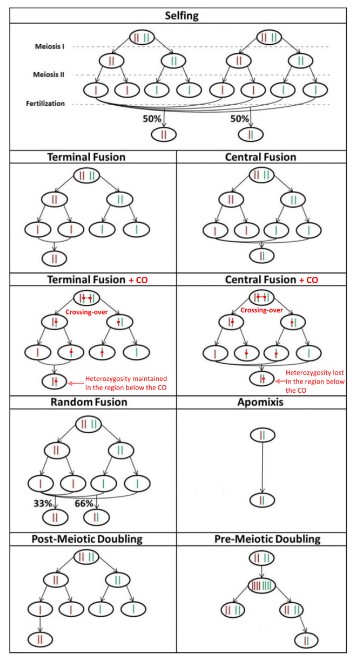 Selfing
Meiosis I
Meiosis II
Fertilization
50%
50%
Terminal Fusion
Central Fusion
Terminal Fusion + CO
Central Fusion + CO
Crossing-over
Crossing-over
Heterozygosity maintained
In the region below the CO
Heterozygosity lost
In the region below
the CO
Random Fusion
Apomixis
33%
66%
Post-Meiotic Doubling
Pre-Meiotic Doubling